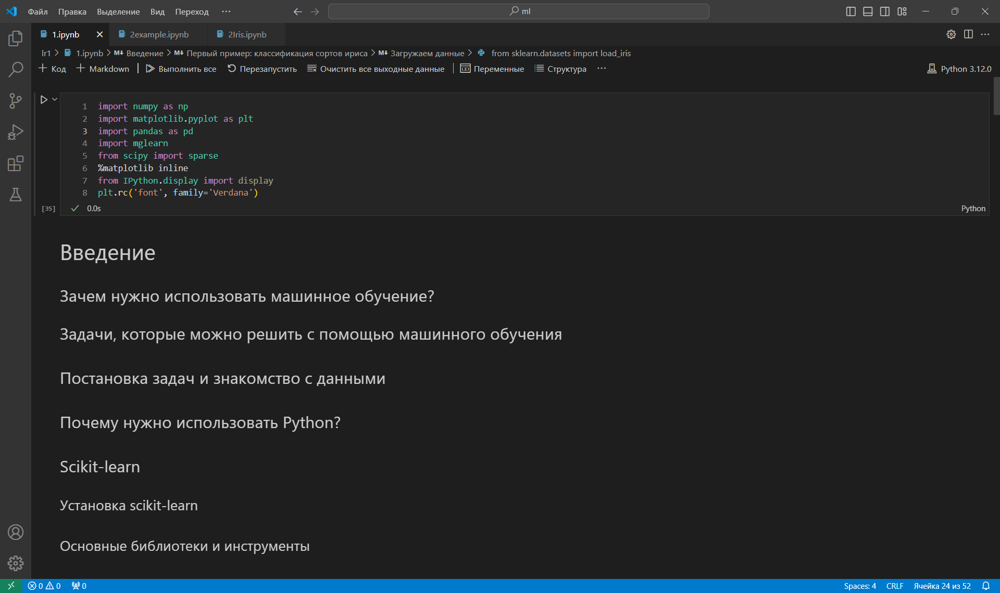 Файл Правка Выделение Вид Переход ··· ml
1.ipynb 2example.ipynb 2Iris.ipynb
lr1 > 1.ipynb > M↓ Введение > M↓ Первый пример: классификация сортов ириса > M↓ Загружаем данные > from sklearn.datasets import load_iris
+ Код + Markdown | Выполнить все Перезапустить Очистить все выходные данные | Переменные Структура ··· Python 3.12.0
1 import numpy as np
2 import matplotlib.pyplot as plt
3 import pandas as pd
4 import mglearn
5 from scipy import sparse
6 %matplotlib inline
7 from IPython.display import display
8 plt.rc('font', family='Verdana')
[35] ✓ 0.0s Python
Введение
Зачем нужно использовать машинное обучение?
Задачи, которые можно решить с помощью машинного обучения
Постановка задач и знакомство с данными
Почему нужно использовать Python?
Scikit-learn
Установка scikit-learn
Основные библиотеки и инструменты
0 0 0 Spaces: 4 CRLF Ячейка 24 из 52